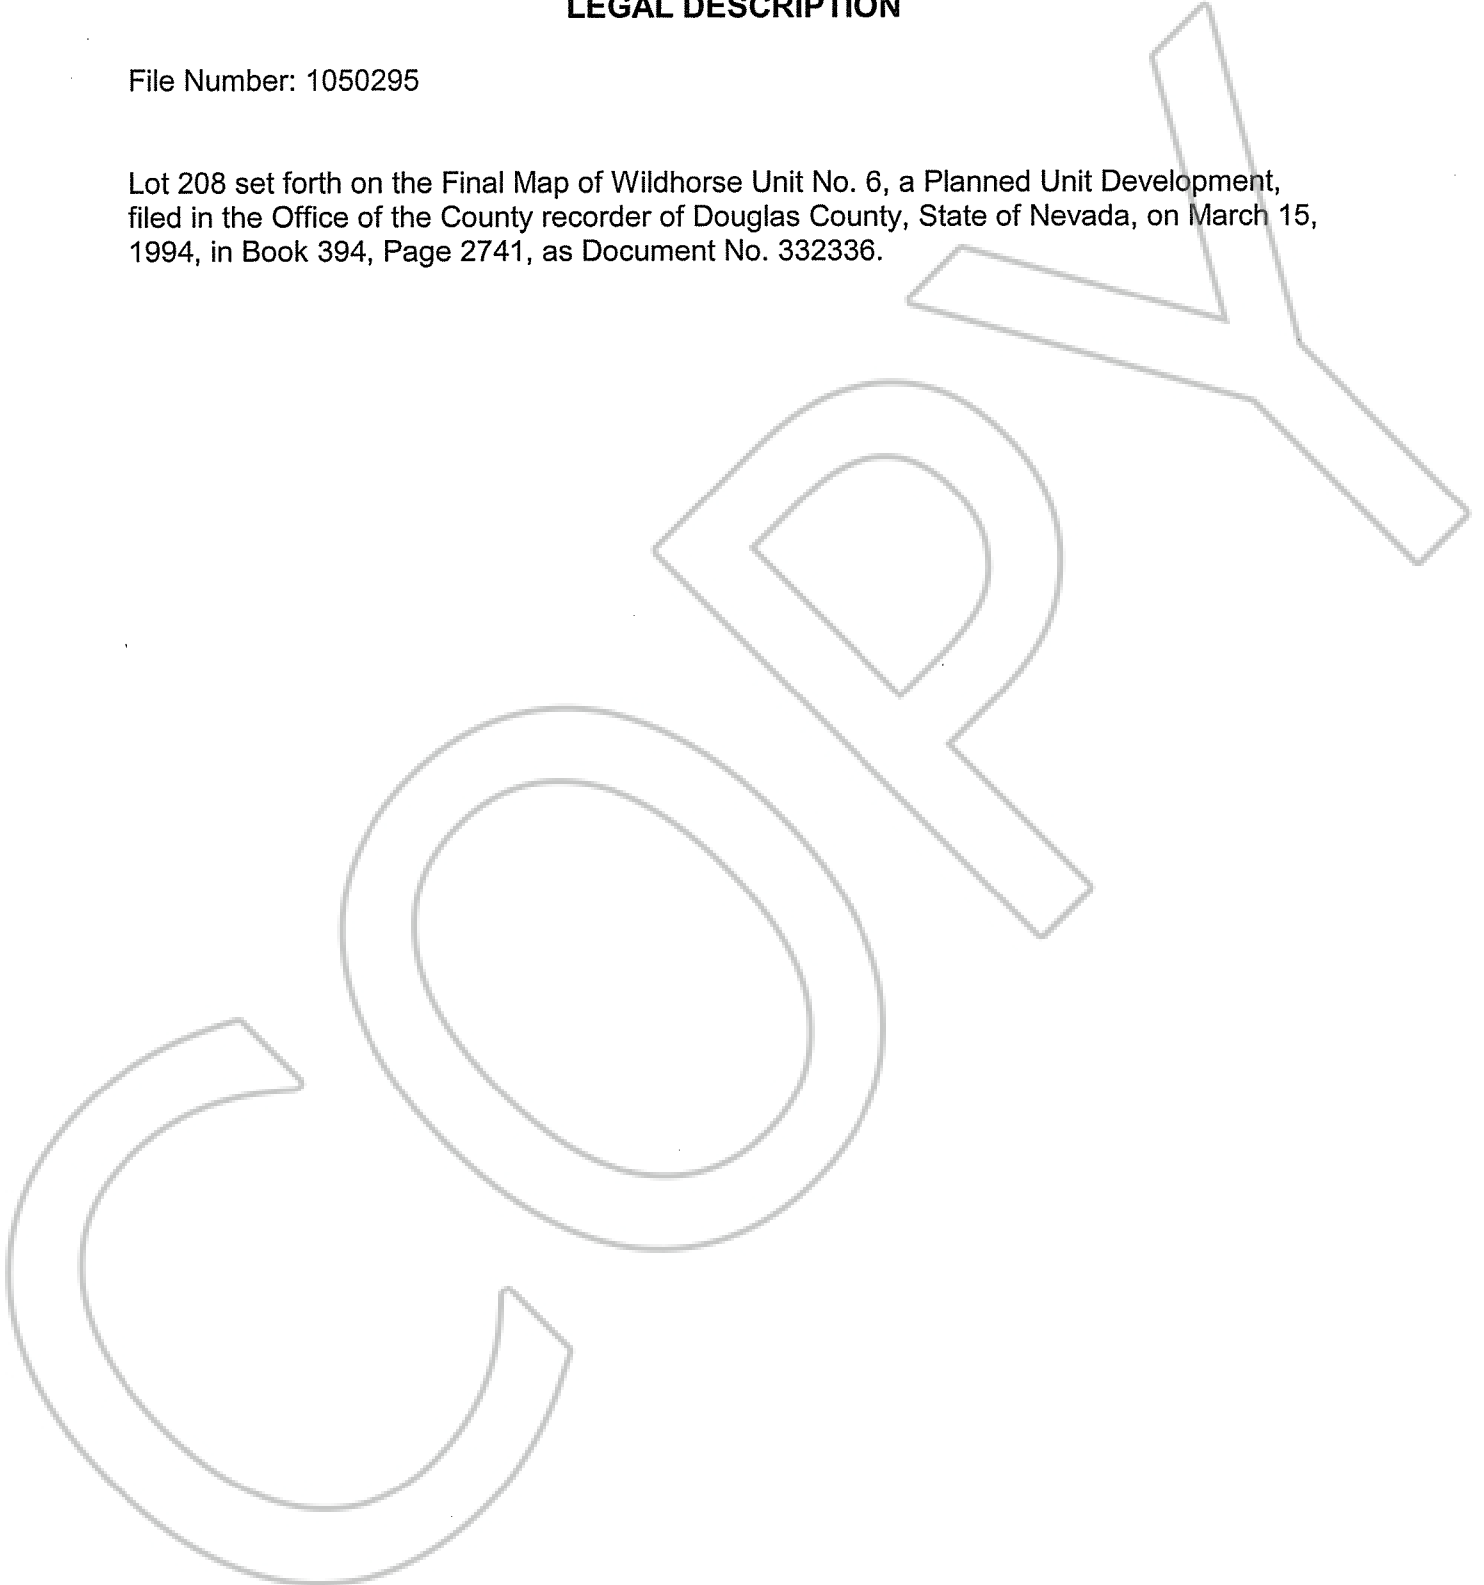 LEGAL DESCRIPTION
File Number: 1050295
Lot 208 set forth on the Final Map of Wildhorse Unit No. 6, a Planned Unit Development,
filed in the Office of the County recorder of Douglas County, State of Nevada, on March 15,
1994, in Book 394, Page 2741, as Document No. 332336.
COPY